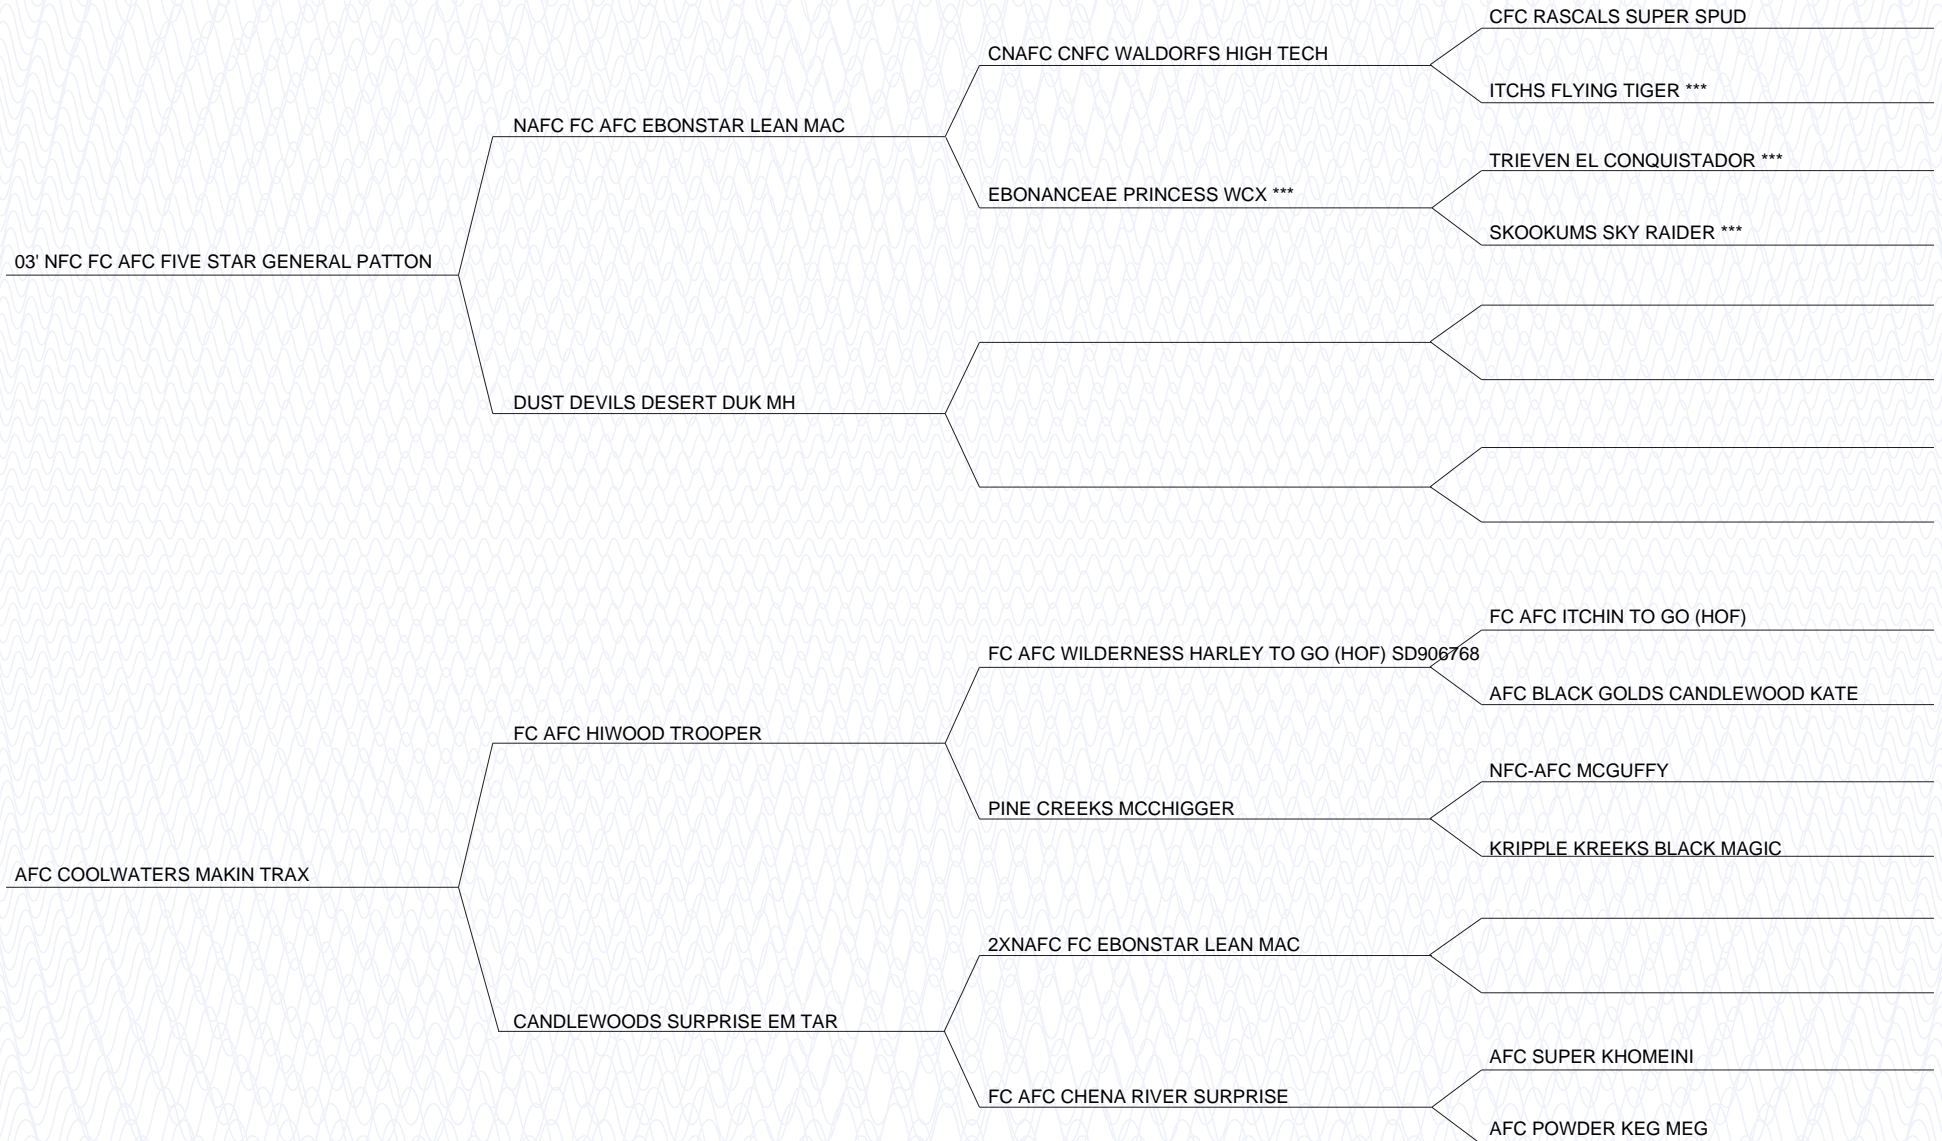 CFC RASCALS SUPER SPUD
CNAFC CNFC WALDORFS HIGH TECH
ITCHS FLYING TIGER ***
NAFC FC AFC EBONSTAR LEAN MAC
TRIEVEN EL CONQUISTADOR ***
EBONANCEAE PRINCESS WCX ***
SKOOKUMS SKY RAIDER ***
03' NFC FC AFC FIVE STAR GENERAL PATTON
DUST DEVILS DESERT DUK MH
FC AFC ITCHIN TO GO (HOF)
FC AFC WILDERNESS HARLEY TO GO (HOF) SD906768
AFC BLACK GOLDS CANDLEWOOD KATE
FC AFC HIWOOD TROOPER
NFC-AFC MCGUFFY
PINE CREEKS MCCHIGGER
KRIPPLE KREEKS BLACK MAGIC
AFC COOLWATERS MAKIN TRAX
2XNAFC FC EBONSTAR LEAN MAC
CANDLEWOODS SURPRISE EM TAR
AFC SUPER KHOMEINI
FC AFC CHENA RIVER SURPRISE
AFC POWDER KEG MEG